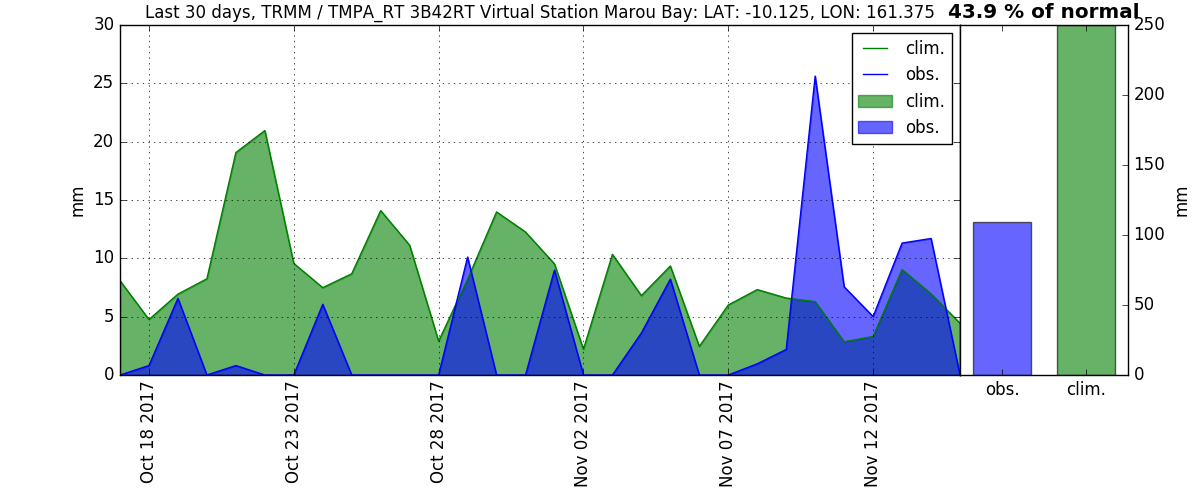 Last 30 days, TRMM / TMPA_RT 3B42RT Virtual Station Marou Bay: LAT: -10.125, LON: 161.375
43.9 % of normal
30
25
20
15
10
5
0
mm
clim.
obs.
clim.
obs.
250
200
150
100
50
0
mm
obs.
clim.
Oct 18 2017
Oct 23 2017
Oct 28 2017
Nov 02 2017
Nov 07 2017
Nov 12 2017